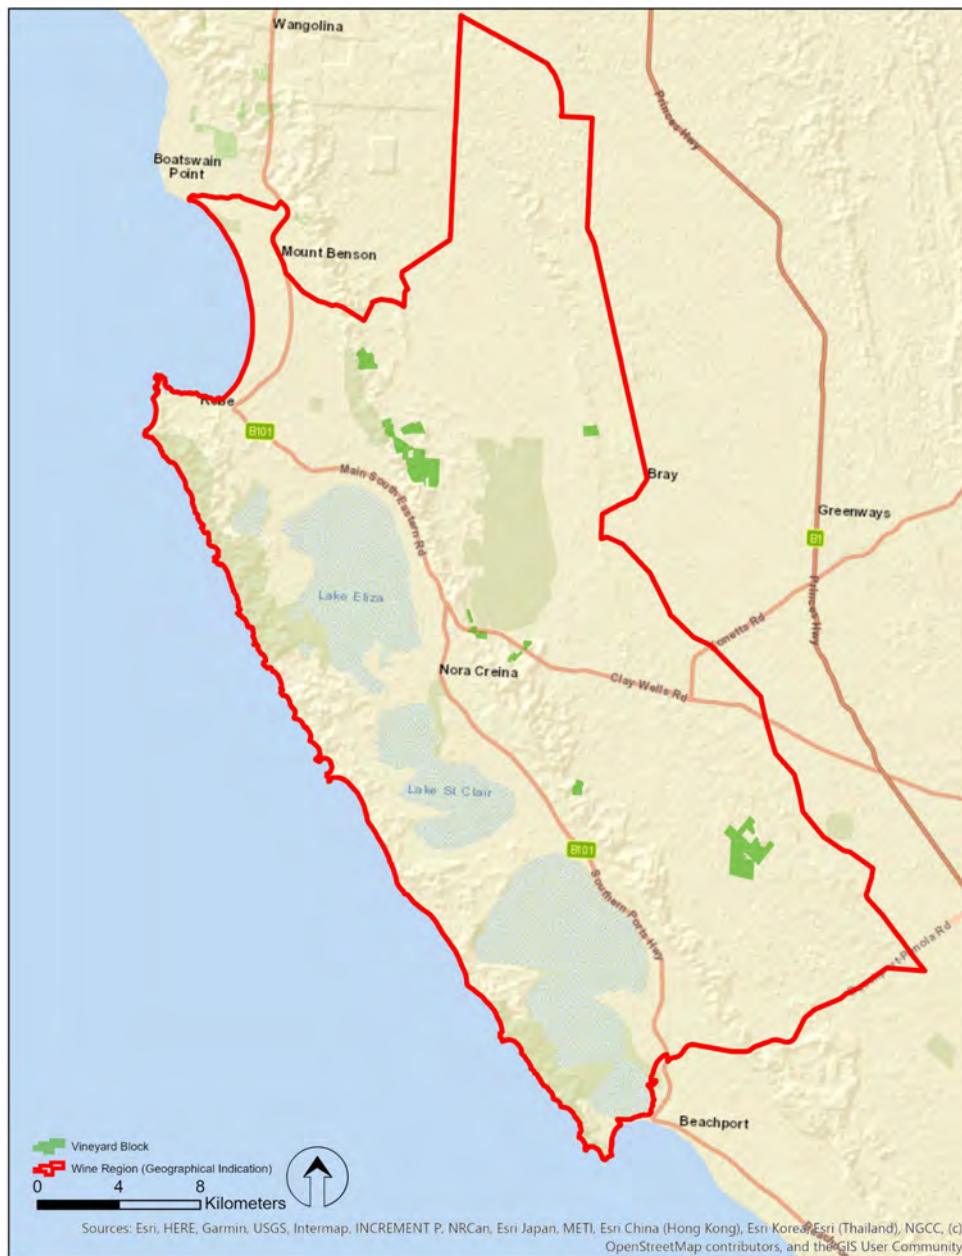 Wangolina
Princes Hwy
Boatswain
Point
Mount Benson
Robe
B101
Main South Eastern Rd
Bray
Greenways
B1
Princes Hwy
Lake Eliza
Nora Creina
Clay Wells Rd
Lake St Clair
B101
Southern Ports Hwy
Beachport
Vineyard Block
Wine Region (Geographical Indication)
0 4 8
Kilometers
Sources: Esri, HERE, Garmin, USGS, Intermap, INCREMENT P, NRCan, Esri Japan, METI, Esri China (Hong Kong), Esri Korea, Esri (Thailand), NGCC, (c)
OpenStreetMap contributors, and the GIS User Community